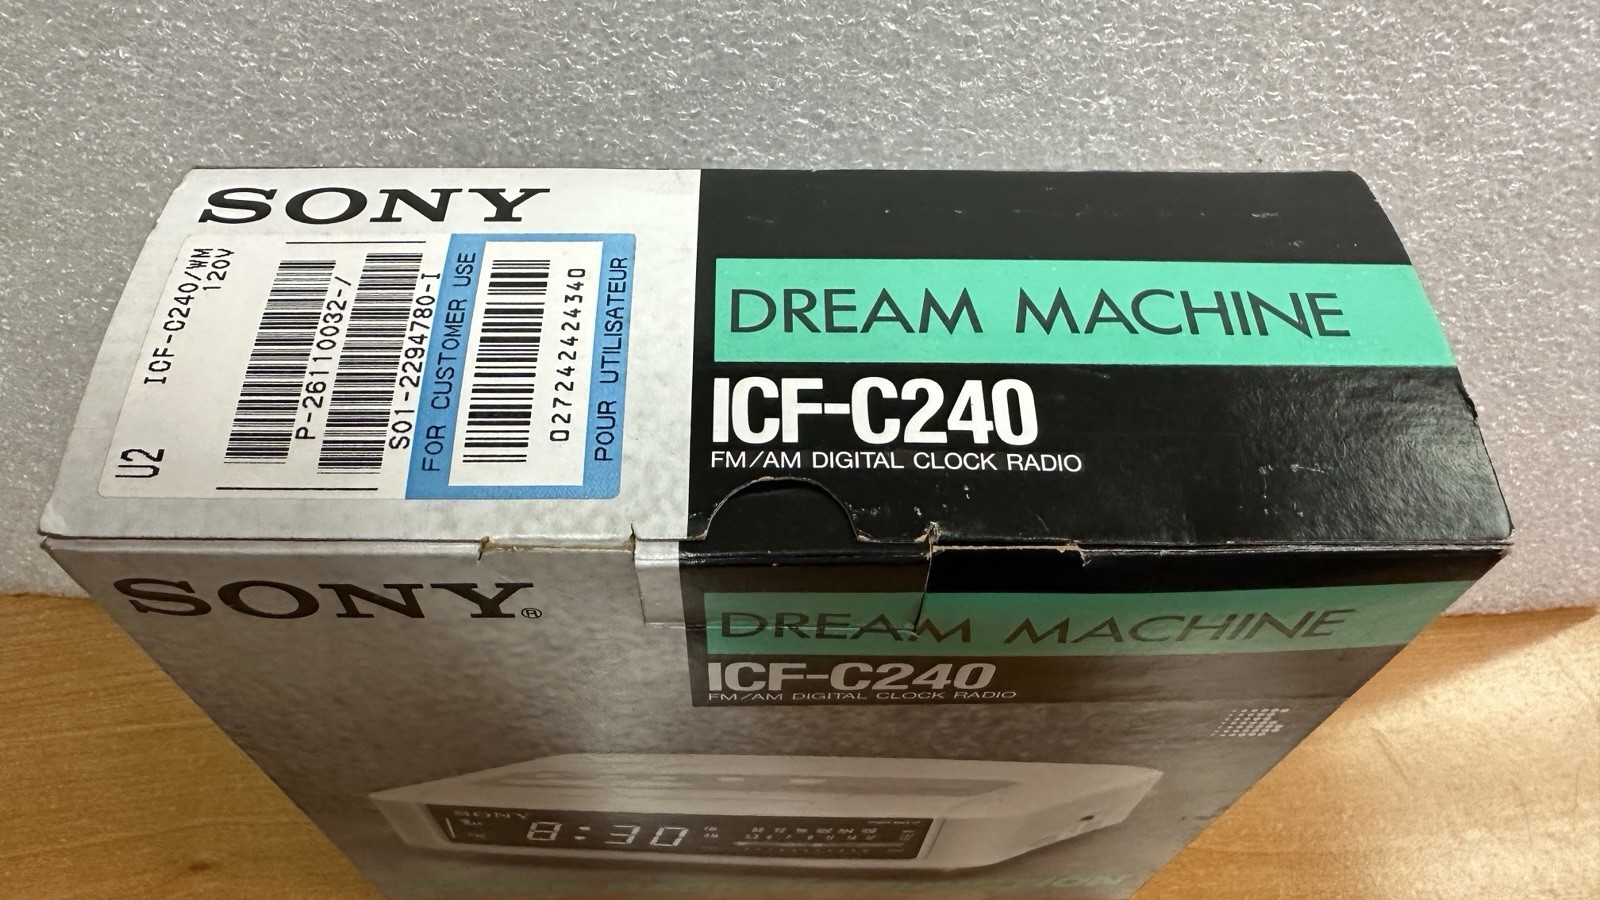 SONY
ICF-C240/WM
120V
U2
P-26110032-/
S01-2294780-I
FOR CUSTOMER USE
027242424340
POUR UTILISATEUR
DREAM MACHINE
ICF-C240
FM/AM DIGITAL CLOCK RADIO
SONY®
DREAM MACHINE
ICF-C240
FM/AM DIGITAL CLOCK RADIO
SONY
8:30